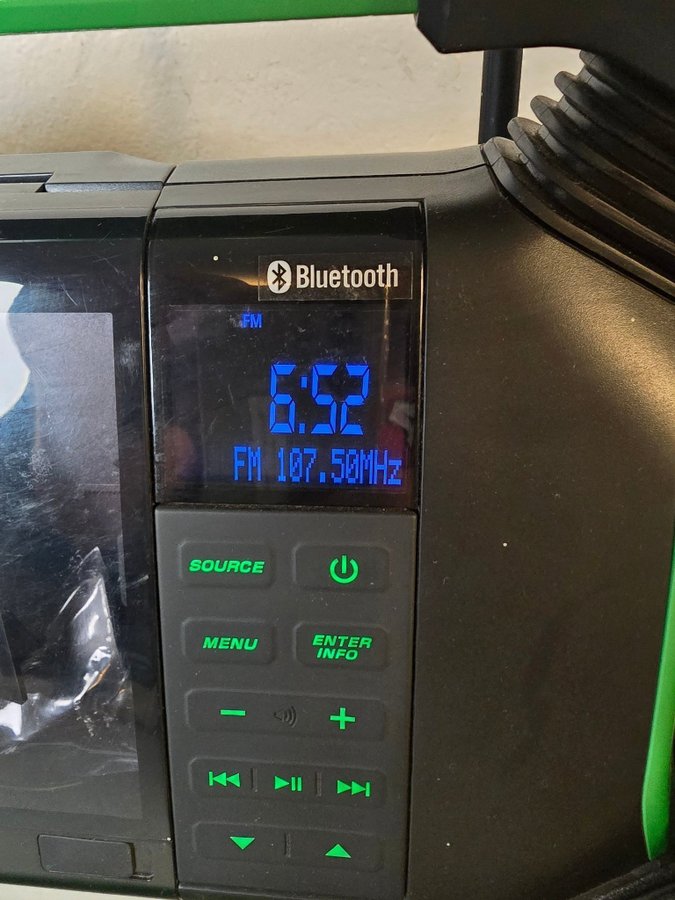 Bluetooth
FM
6:52
FM 107.50MHz
SOURCE
MENU
ENTER
INFO